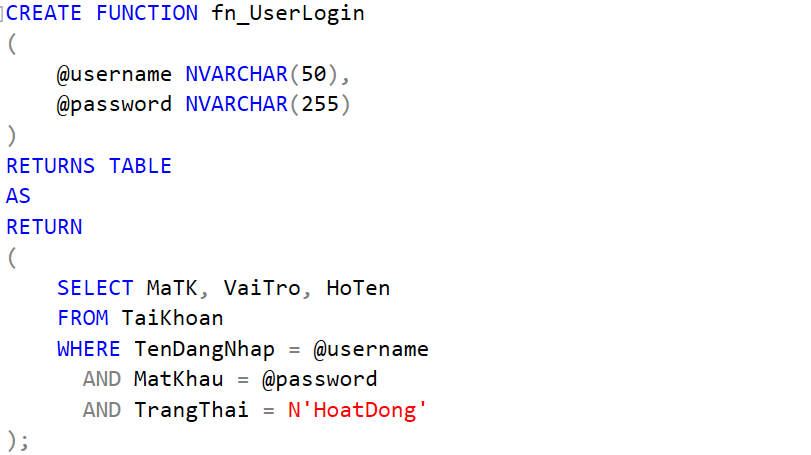 CREATE FUNCTION fn_UserLogin
(
    @username NVARCHAR(50),
    @password NVARCHAR(255)
)
RETURNS TABLE
AS
RETURN
(
    SELECT MaTK, VaiTro, HoTen
    FROM TaiKhoan
    WHERE TenDangNhap = @username
      AND MatKhau = @password
      AND TrangThai = N'HoatDong'
);